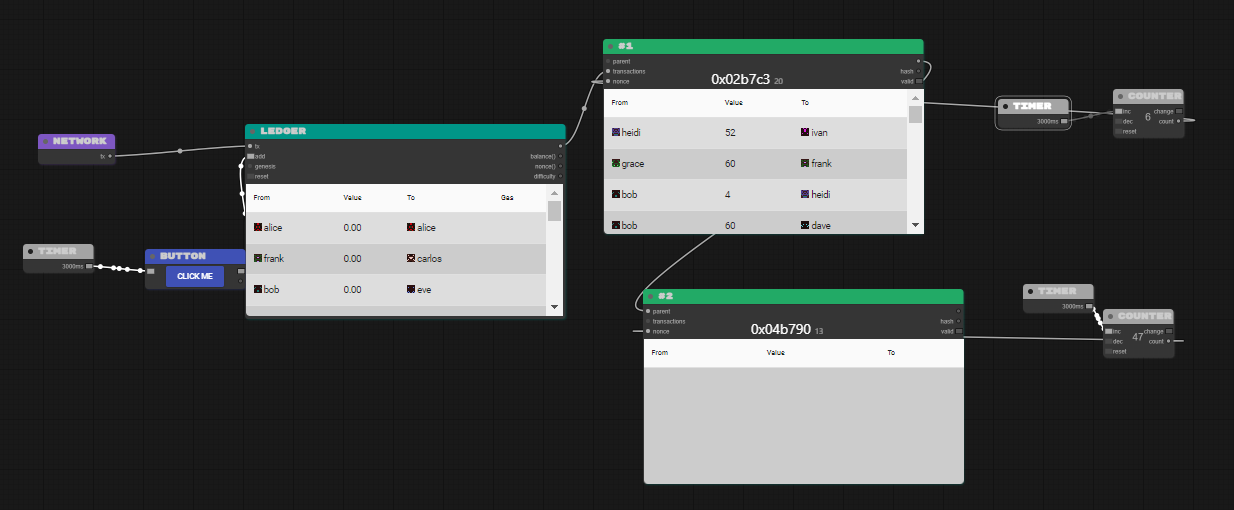 NETWORK
tx
TIMER
3000ms
BUTTON
CLICK ME
LEDGER
tx
add
balance()
genesis
nonce()
reset
difficulty
From Value To Gas
alice 0.00 alice
frank 0.00 carlos
bob 0.00 eve
#1
parent
transactions
hash
nonce
valid
0x02b7c3 20
From Value To
heidi 52 ivan
grace 60 frank
bob 4 heidi
bob 60 dave
TIMER
3000ms
COUNTER
inc
change
dec
count
reset
6
#2
parent
transactions
hash
nonce
valid
0x04b790 13
From Value To
TIMER
3000ms
COUNTER
inc
change
dec
count
reset
47